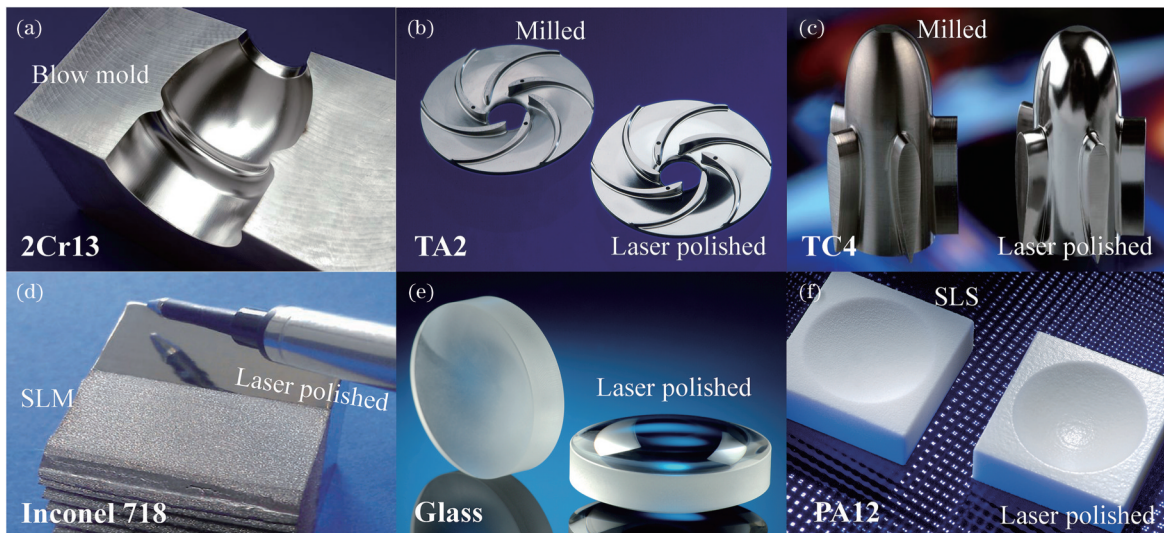 (a)
Blow mold
2Cr13
(b)
Milled
Laser polished
TA2
(c)
Milled
Laser polished
TC4
(d)
SLM
Laser polished
Inconel 718
(e)
Laser polished
Glass
(f)
SLS
Laser polished
PA12